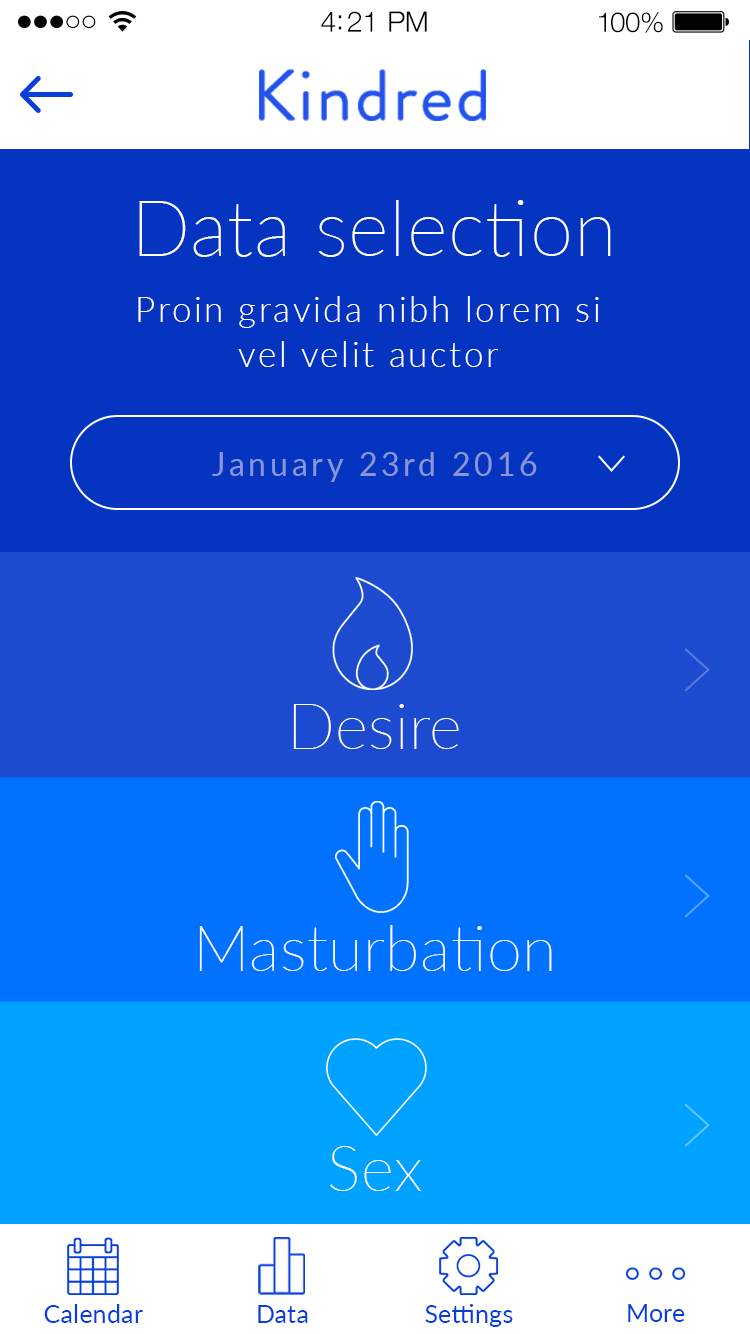 4:21 PM
100%
Kindred
Data selection
Proin gravida nibh lorem si
vel velit auctor
January 23rd 2016
Desire
Masturbation
Sex
Calendar
Data
Settings
More